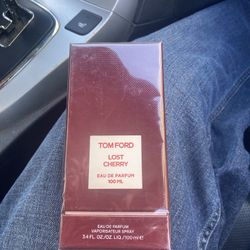 TOM FORD
LOST
CHERRY
EAU DE PARFUM
100 ML
EAU DE PARFUM
VAPORISATEUR SPRAY
3.4 FL.OZ./OZ.LIQ./100 ml ℮